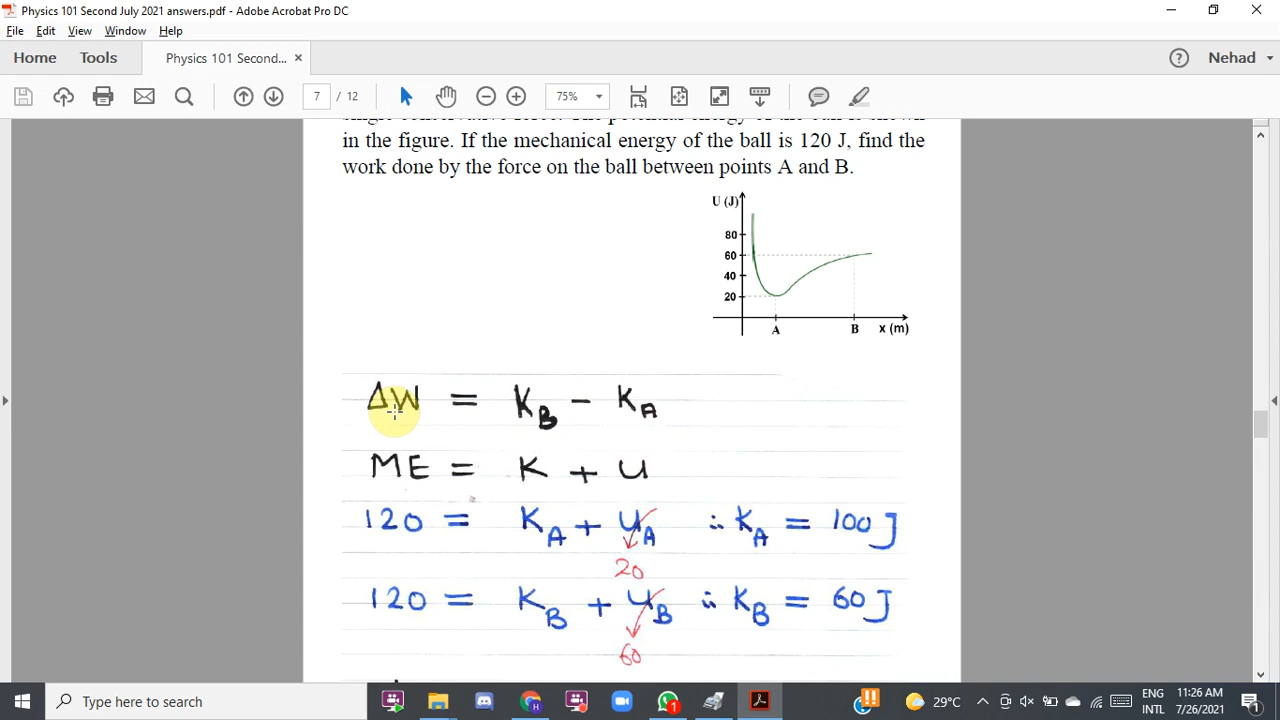 Physics 101 Second July 2021 answers.pdf - Adobe Acrobat Pro DC
File Edit View Window Help
Home Tools Physics 101 Second... × Nehad
7 / 12 75%
in the figure. If the mechanical energy of the ball is 120 J, find the
work done by the force on the ball between points A and B.
U (J)
80
60
40
20
A B x (m)
ΔW = K_B - K_A
ME = K + U
120 = K_A + U_A ∴ K_A = 100 J
20
120 = K_B + U_B ∴ K_B = 60 J
60
Type here to search
1
29°C
ENG
INTL
11:26 AM
7/26/2021
1